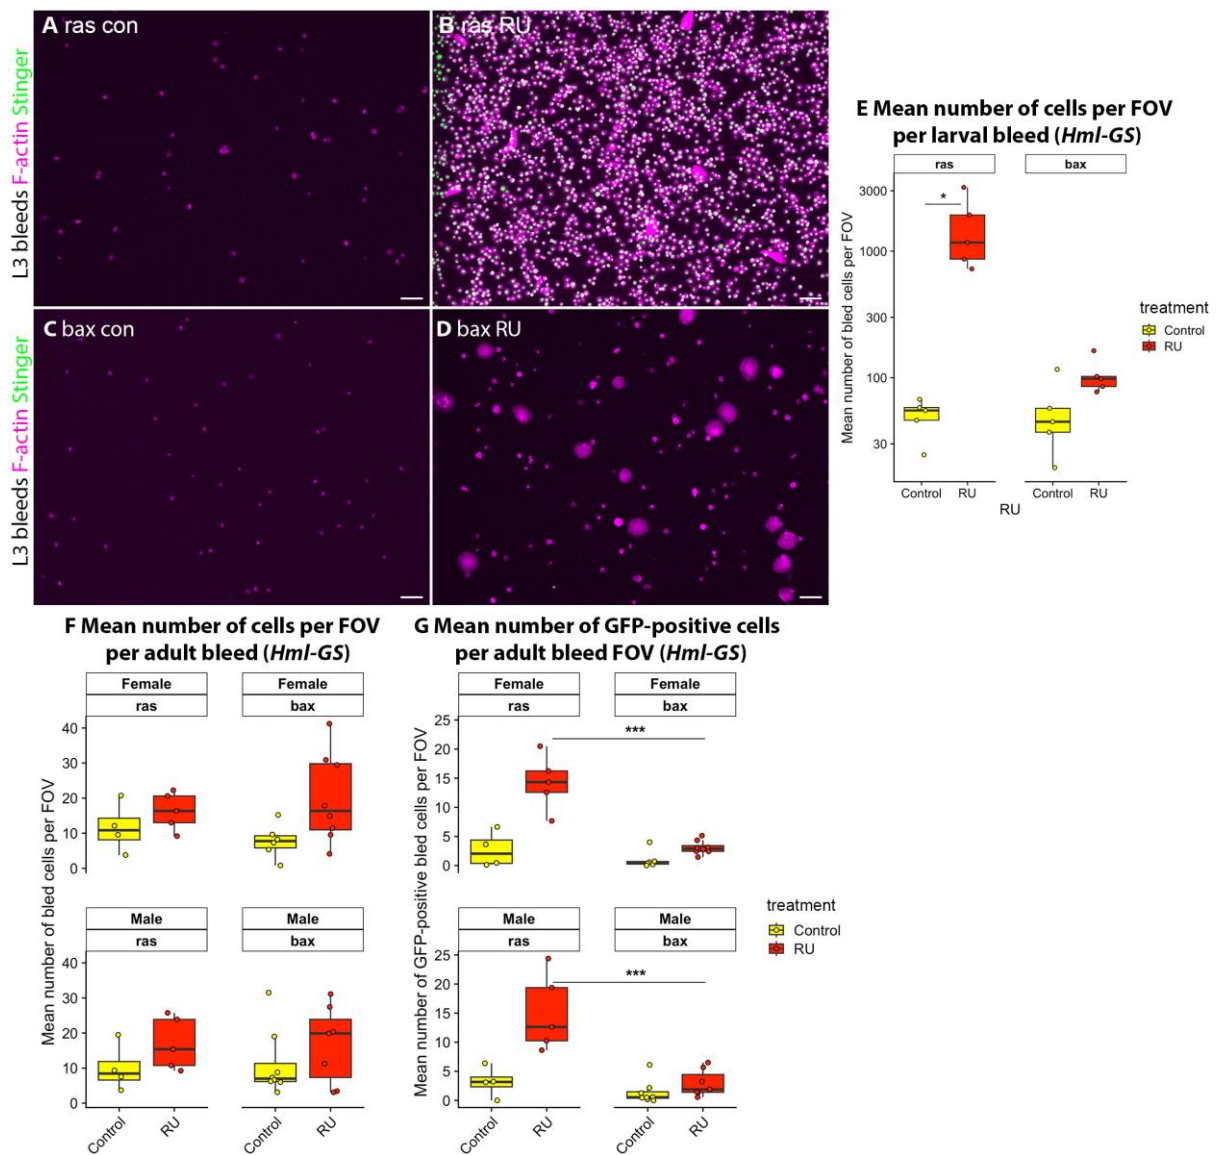 A ras con
B ras RU
L3 bleeds F-actin Stinger
C bax con
D bax RU
L3 bleeds F-actin Stinger
E Mean number of cells per FOV
per larval bleed (Hml-GS)
ras
bax
Mean number of bled cells per FOV
3000
1000
300
100
30
*
Control
RU
Control
RU
RU
treatment
Control
RU
F Mean number of cells per FOV
per adult bleed (Hml-GS)
Female
ras
Female
bax
Mean number of bled cells per FOV
40
30
20
10
0
Male
ras
Male
bax
40
30
20
10
0
Control
RU
Control
RU
G Mean number of GFP-positive cells
per adult bleed FOV (Hml-GS)
Female
ras
Female
bax
Mean number of GFP-positive bled cells per FOV
25
20
15
10
5
0
***
Male
ras
Male
bax
25
20
15
10
5
0
***
Control
RU
Control
RU
treatment
Control
RU